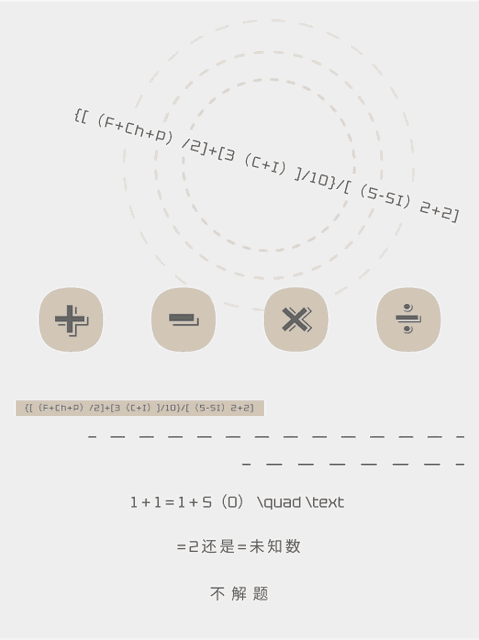 {[（F+Ch+P）/2]+[3（C+I）]/10}/[（S-SI）2+2]
+ - × ÷
{[（F+Ch+P）/2]+[3（C+I）]/10}/[（S-SI）2+2]
1+1=1+S（0） \quad \text
=2还是=未知数
不解题